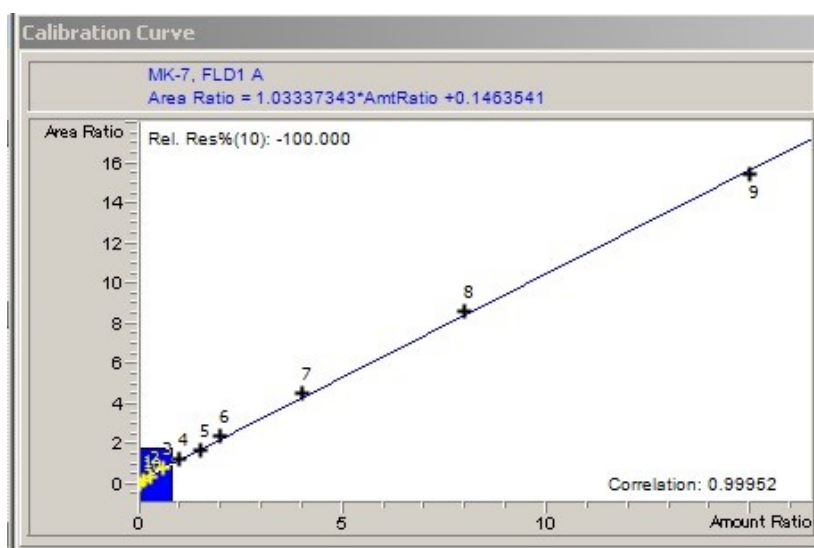 Calibration Curve
MK-7, FLD1 A
Area Ratio = 1.03337343*AmtRatio +0.1463541
Area Ratio
Rel. Res%(10): -100.000
16
14
12
10
8
6
4
2
0
9
8
7
6
5
4
3
2
Correlation: 0.99952
0
5
10
Amount Ratio